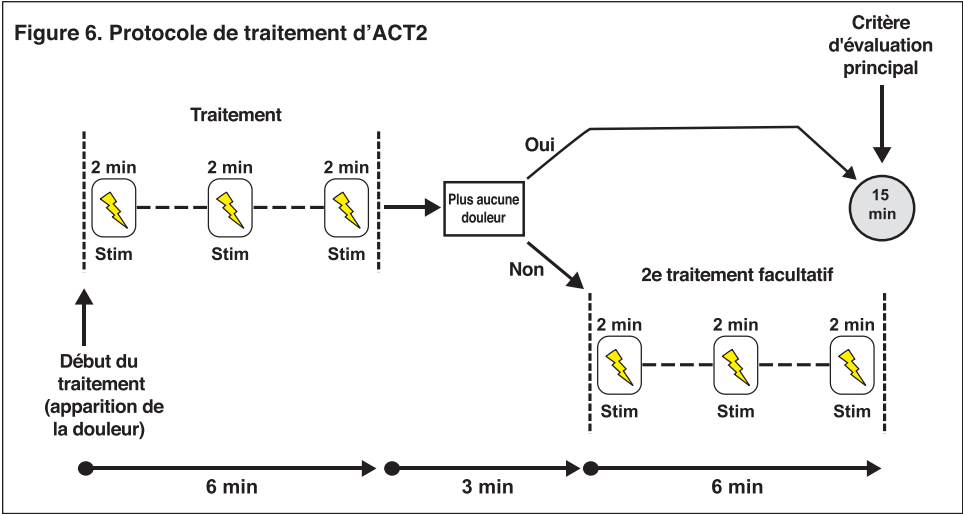 Figure 6. Protocole de traitement d'ACT2
Critère
d'évaluation
principal
Traitement
2 min
2 min
2 min
Stim
Stim
Stim
Plus aucune
douleur
Oui
Non
15
min
2e traitement facultatif
2 min
2 min
2 min
Stim
Stim
Stim
Début du
traitement
(apparition de
la douleur)
6 min
3 min
6 min